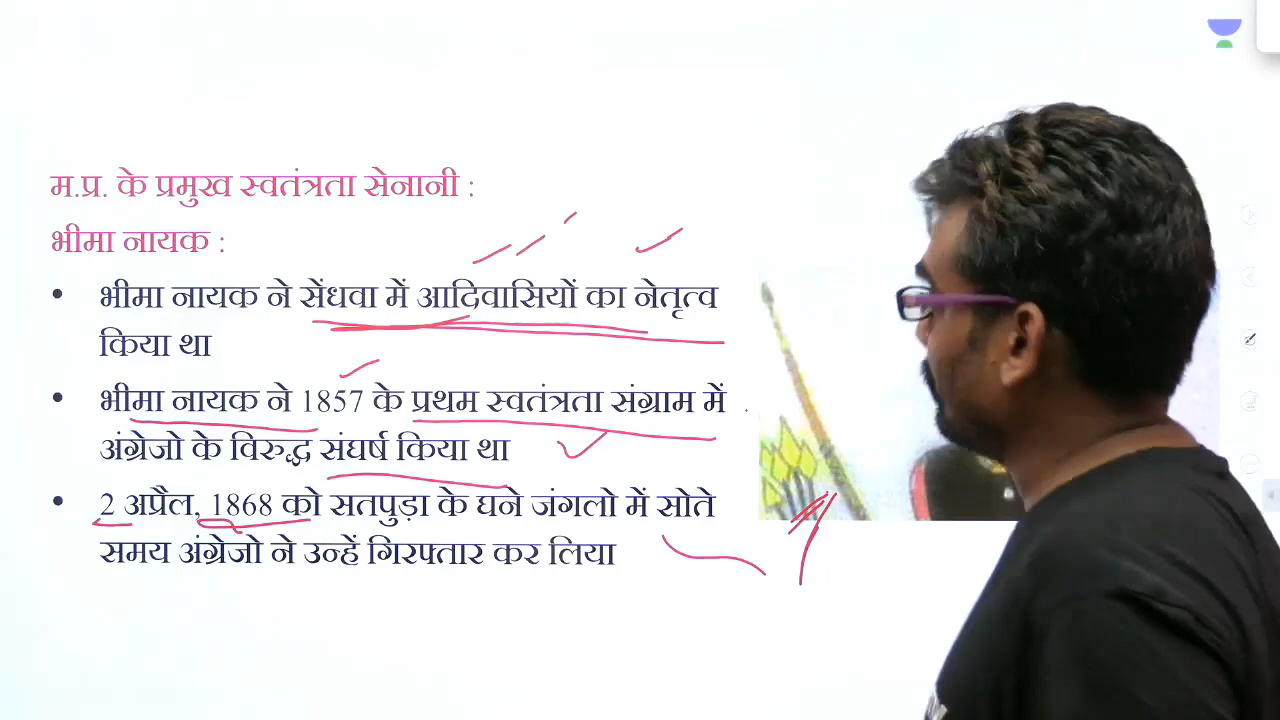 म.प्र. के प्रमुख स्वतंत्रता सेनानी :
भीमा नायक :
• भीमा नायक ने सेंधवा में आदिवासियों का नेतृत्व
किया था
• भीमा नायक ने 1857 के प्रथम स्वतंत्रता संग्राम में
अंग्रेजो के विरुद्ध संघर्ष किया था
• 2 अप्रैल, 1868 को सतपुड़ा के घने जंगलो में सोते
समय अंग्रेजो ने उन्हें गिरफ्तार कर लिया